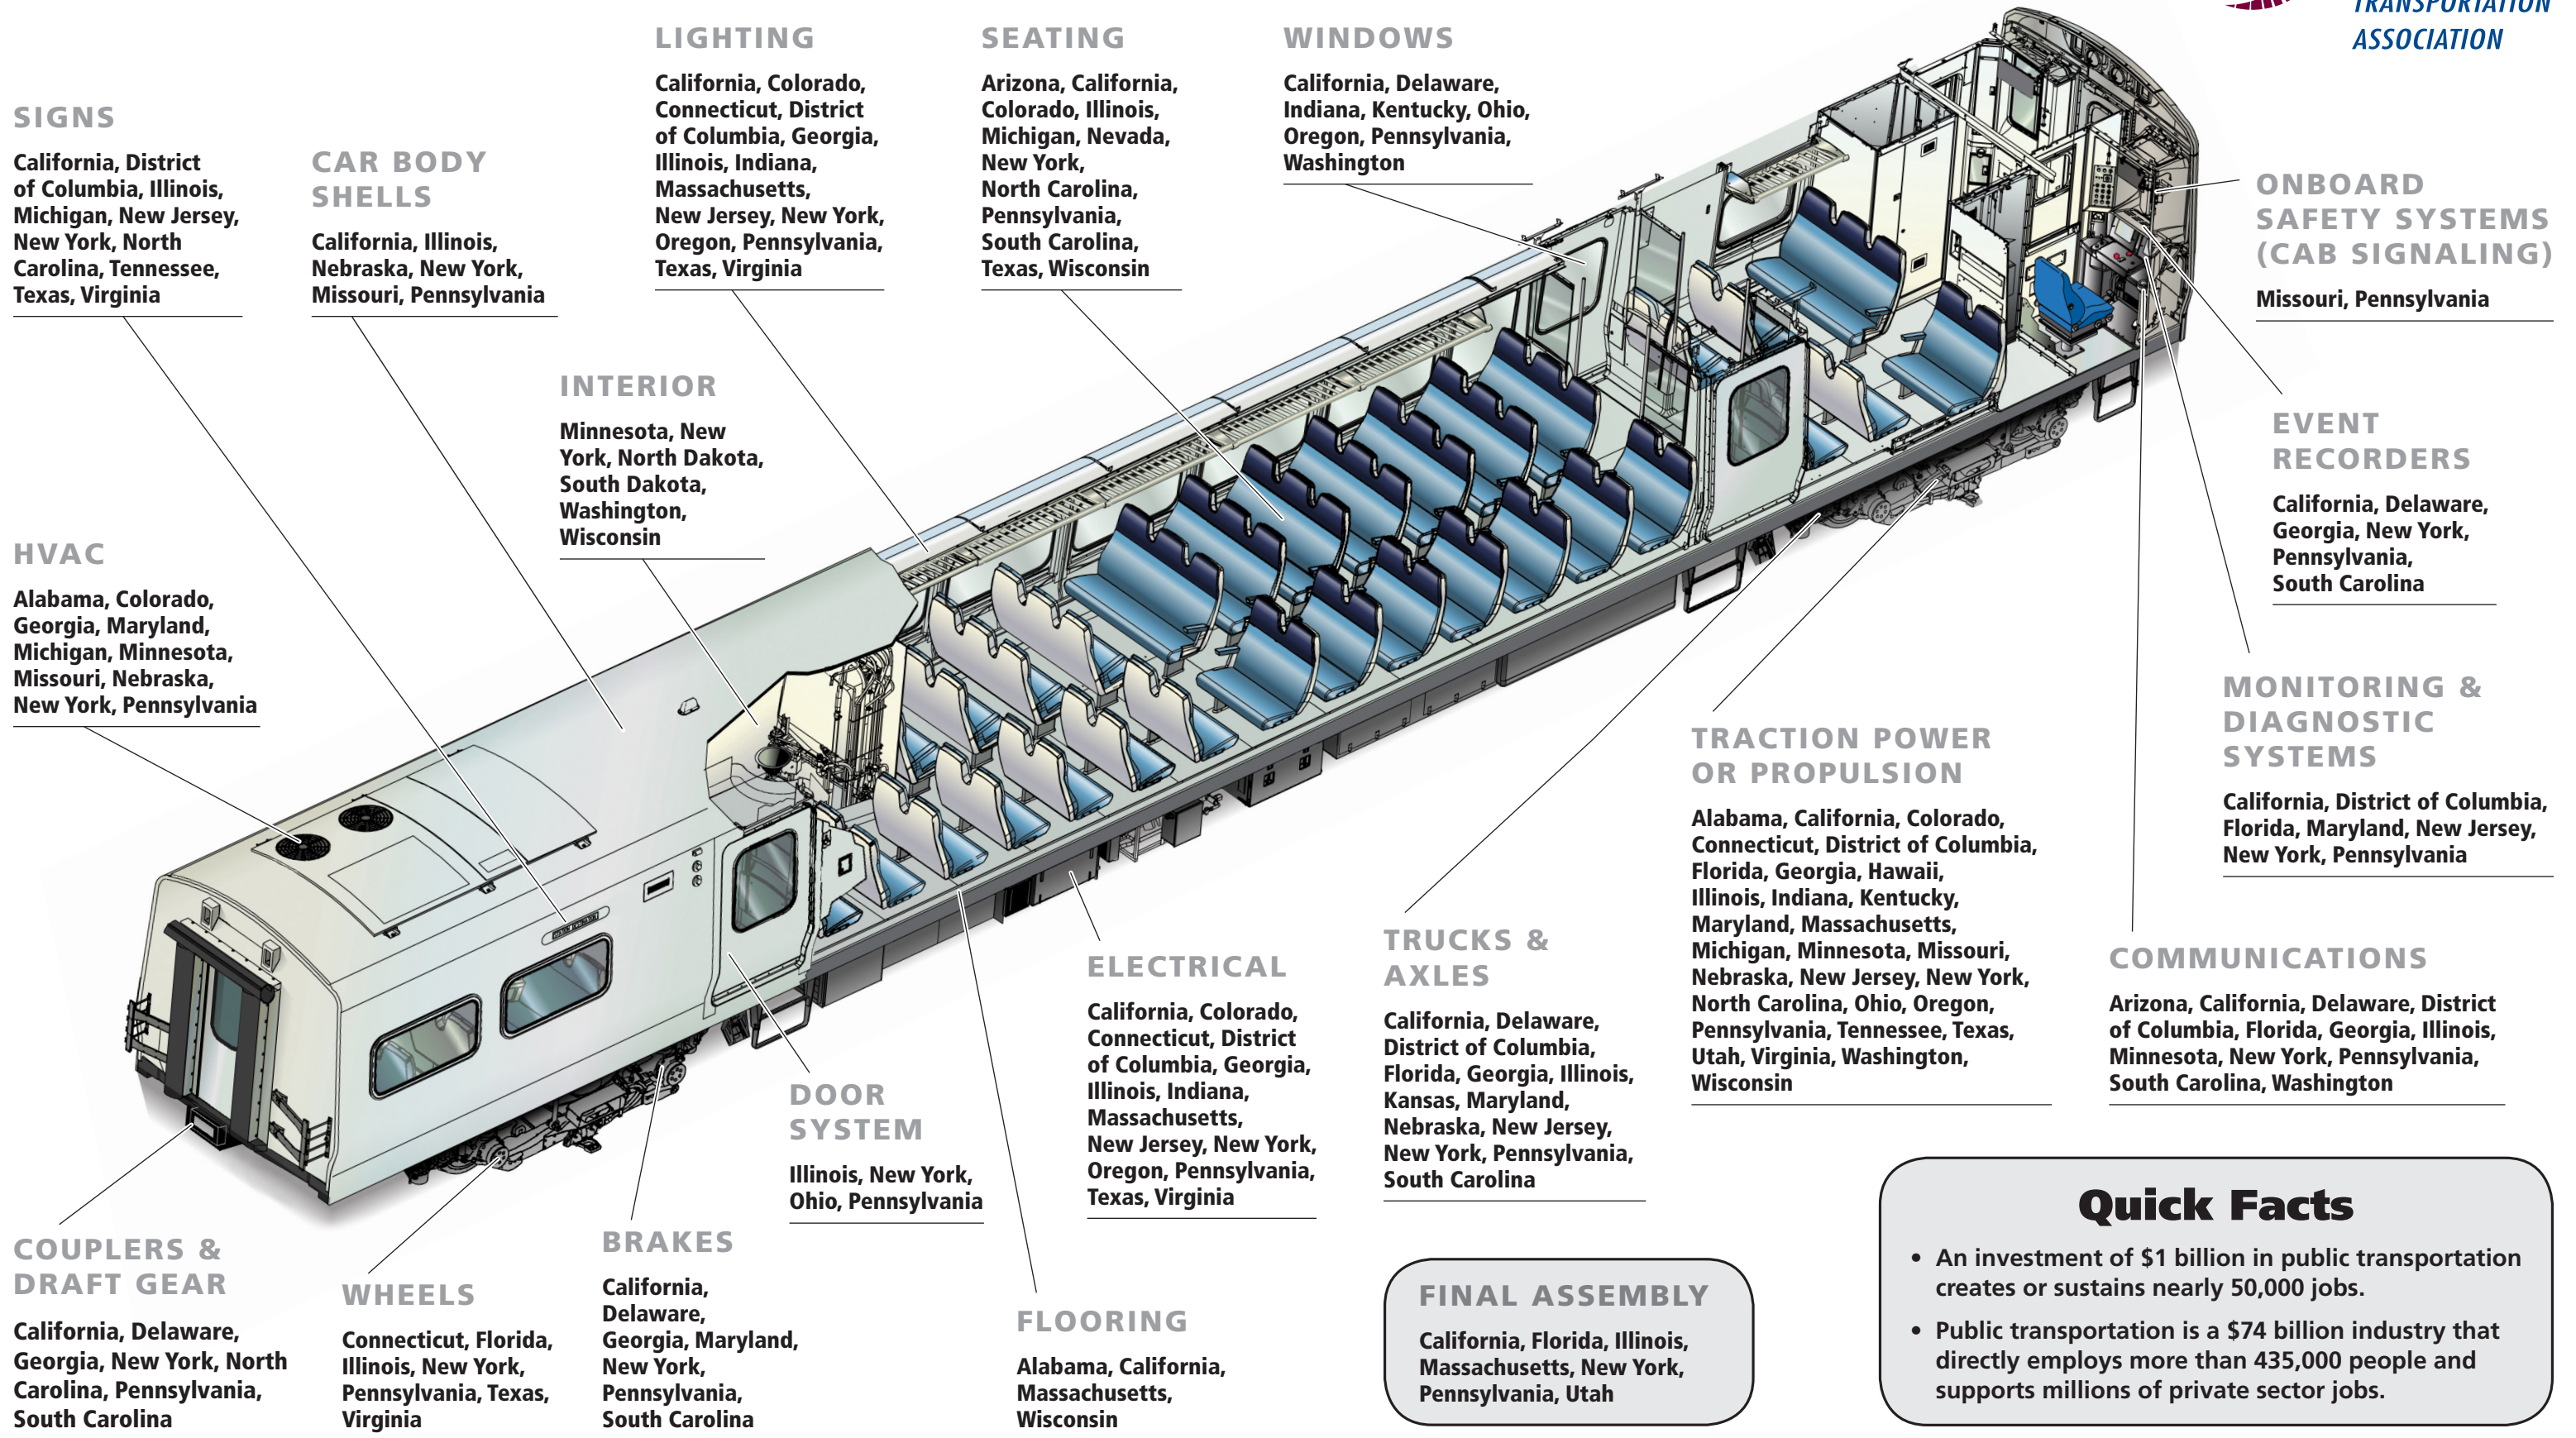 TRANSPORTATION
ASSOCIATION
LIGHTING
California, Colorado,
Connecticut, District
of Columbia, Georgia,
Illinois, Indiana,
Massachusetts,
New Jersey, New York,
Oregon, Pennsylvania,
Texas, Virginia
SEATING
Arizona, California,
Colorado, Illinois,
Michigan, Nevada,
New York,
North Carolina,
Pennsylvania,
South Carolina,
Texas, Wisconsin
WINDOWS
California, Delaware,
Indiana, Kentucky, Ohio,
Oregon, Pennsylvania,
Washington
SIGNS
California, District
of Columbia, Illinois,
Michigan, New Jersey,
New York, North
Carolina, Tennessee,
Texas, Virginia
CAR BODY
SHELLS
California, Illinois,
Nebraska, New York,
Missouri, Pennsylvania
ONBOARD
SAFETY SYSTEMS
(CAB SIGNALING)
Missouri, Pennsylvania
INTERIOR
Minnesota, New
York, North Dakota,
South Dakota,
Washington,
Wisconsin
EVENT
RECORDERS
California, Delaware,
Georgia, New York,
Pennsylvania,
South Carolina
HVAC
Alabama, Colorado,
Georgia, Maryland,
Michigan, Minnesota,
Missouri, Nebraska,
New York, Pennsylvania
MONITORING &
DIAGNOSTIC
SYSTEMS
California, District of Columbia,
Florida, Maryland, New Jersey,
New York, Pennsylvania
TRACTION POWER
OR PROPULSION
Alabama, California, Colorado,
Connecticut, District of Columbia,
Florida, Georgia, Hawaii,
Illinois, Indiana, Kentucky,
Maryland, Massachusetts,
Michigan, Minnesota, Missouri,
Nebraska, New Jersey, New York,
North Carolina, Ohio, Oregon,
Pennsylvania, Tennessee, Texas,
Utah, Virginia, Washington,
Wisconsin
COMMUNICATIONS
Arizona, California, Delaware, District
of Columbia, Florida, Georgia, Illinois,
Minnesota, New York, Pennsylvania,
South Carolina, Washington
TRUCKS &
AXLES
California, Delaware,
District of Columbia,
Florida, Georgia, Illinois,
Kansas, Maryland,
Nebraska, New Jersey,
New York, Pennsylvania,
South Carolina
ELECTRICAL
California, Colorado,
Connecticut, District
of Columbia, Georgia,
Illinois, Indiana,
Massachusetts,
New Jersey, New York,
Oregon, Pennsylvania,
Texas, Virginia
DOOR
SYSTEM
Illinois, New York,
Ohio, Pennsylvania
COUPLERS &
DRAFT GEAR
California, Delaware,
Georgia, New York, North
Carolina, Pennsylvania,
South Carolina
WHEELS
Connecticut, Florida,
Illinois, New York,
Pennsylvania, Texas,
Virginia
BRAKES
California,
Delaware,
Georgia, Maryland,
New York,
Pennsylvania,
South Carolina
FLOORING
Alabama, California,
Massachusetts,
Wisconsin
FINAL ASSEMBLY
California, Florida, Illinois,
Massachusetts, New York,
Pennsylvania, Utah
Quick Facts
• An investment of $1 billion in public transportation
creates or sustains nearly 50,000 jobs.
• Public transportation is a $74 billion industry that
directly employs more than 435,000 people and
supports millions of private sector jobs.